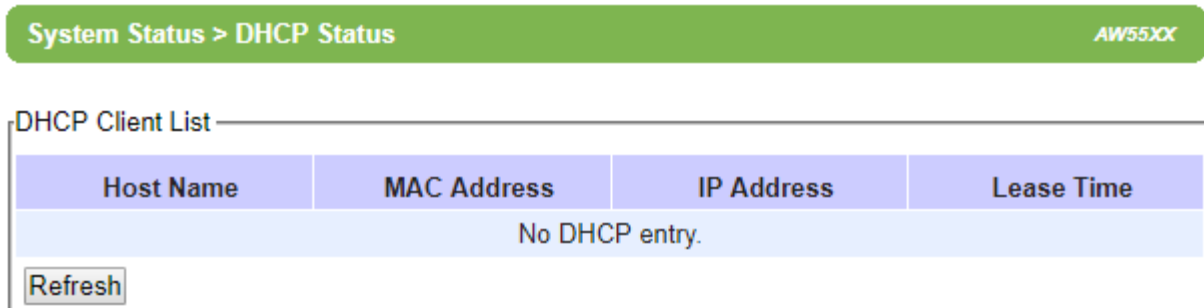 System Status > DHCP Status AW55XX
DHCP Client List
Host Name MAC Address IP Address Lease Time
No DHCP entry.
Refresh